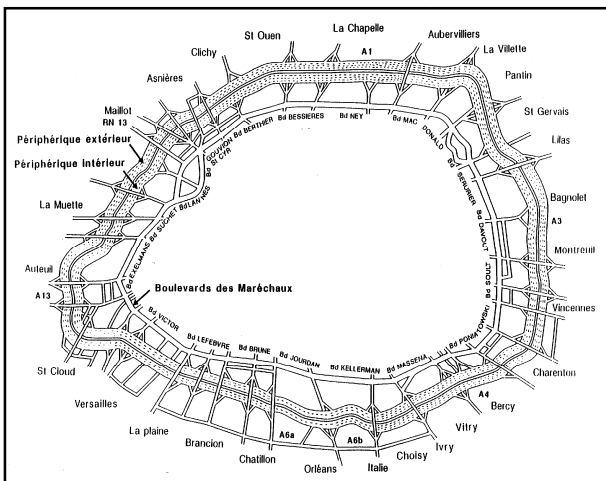 La Chapelle
St Ouen
Aubervilliers
Clichy
A1
La Villette
Asnières
Pantin
Maillot
RN 13
St Gervais
Périphérique extérieur
Lilas
Périphérique Intérieur
Bagnolet
La Muette
A3
Montreuil
Auteuil
A13
Vincennes
Boulevards des Maréchaux
St Cloud
Charenton
Versailles
A4
Bercy
La plaine
Vitry
Brancion
Ivry
Chatillon
A6a
A6b
Choisy
Orléans
Italie
Bd GOUVION
St CYR
Bd BERTHIER
Bd BESSIERES
Bd NEY
Bd MAC
DONALD
Bd
SERURIER
Bd DAVOUT
Bd SOULT
Bd PONIATOWSKI
Bd MASSENA
Bd KELLERMAN
Bd JOURDAN
Bd BRUNE
Bd LEFEBVRE
Bd VICTOR
Bd EXELMANS
Bd SUCHET
Bd LANNES